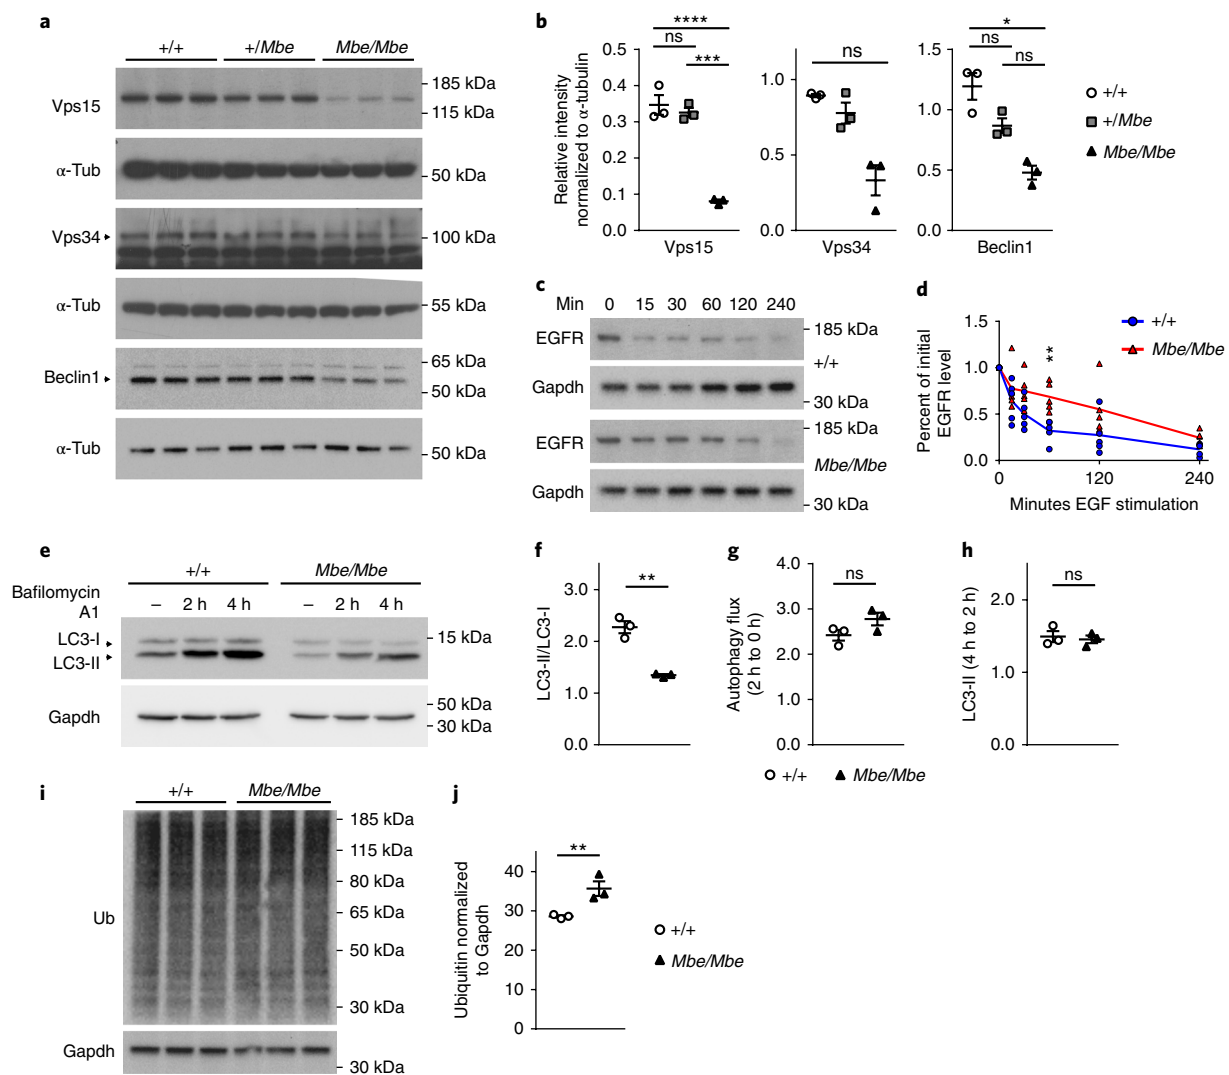 a
+/+ +/Mbe Mbe/Mbe
Vps15
185 kDa
115 kDa
α-Tub
50 kDa
Vps34
100 kDa
α-Tub
55 kDa
Beclin1
65 kDa
50 kDa
α-Tub
50 kDa
b
Relative intensity
normalized to α-tubulin
0.5
0.4
0.3
0.2
0.1
0.0
****
ns
***
Vps15
1.0
0.5
0.0
ns
Vps34
1.5
1.0
0.5
0.0
*
ns
ns
Beclin1
+/+
+/Mbe
Mbe/Mbe
c
Min 0 15 30 60 120 240
EGFR
185 kDa
+/+
Gapdh
30 kDa
EGFR
185 kDa
Mbe/Mbe
Gapdh
30 kDa
d
Percent of initial
EGFR level
1.5
1.0
0.5
0.0
**
+/+
Mbe/Mbe
0 120 240
Minutes EGF stimulation
e
+/+ Mbe/Mbe
Bafilomycin
A1
– 2 h 4 h – 2 h 4 h
LC3-I
LC3-II
15 kDa
Gapdh
50 kDa
30 kDa
f
LC3-II/LC3-I
3.0
2.0
1.0
0.0
**
g
Autophagy flux
(2 h to 0 h)
4.0
3.0
2.0
1.0
0.0
ns
h
LC3-II (4 h to 2 h)
2.0
1.0
0.0
ns
+/+ Mbe/Mbe
i
+/+ Mbe/Mbe
Ub
185 kDa
115 kDa
80 kDa
65 kDa
50 kDa
30 kDa
Gapdh
30 kDa
j
Ubiquitin normalized
to Gapdh
40
30
20
10
0
**
+/+
Mbe/Mbe